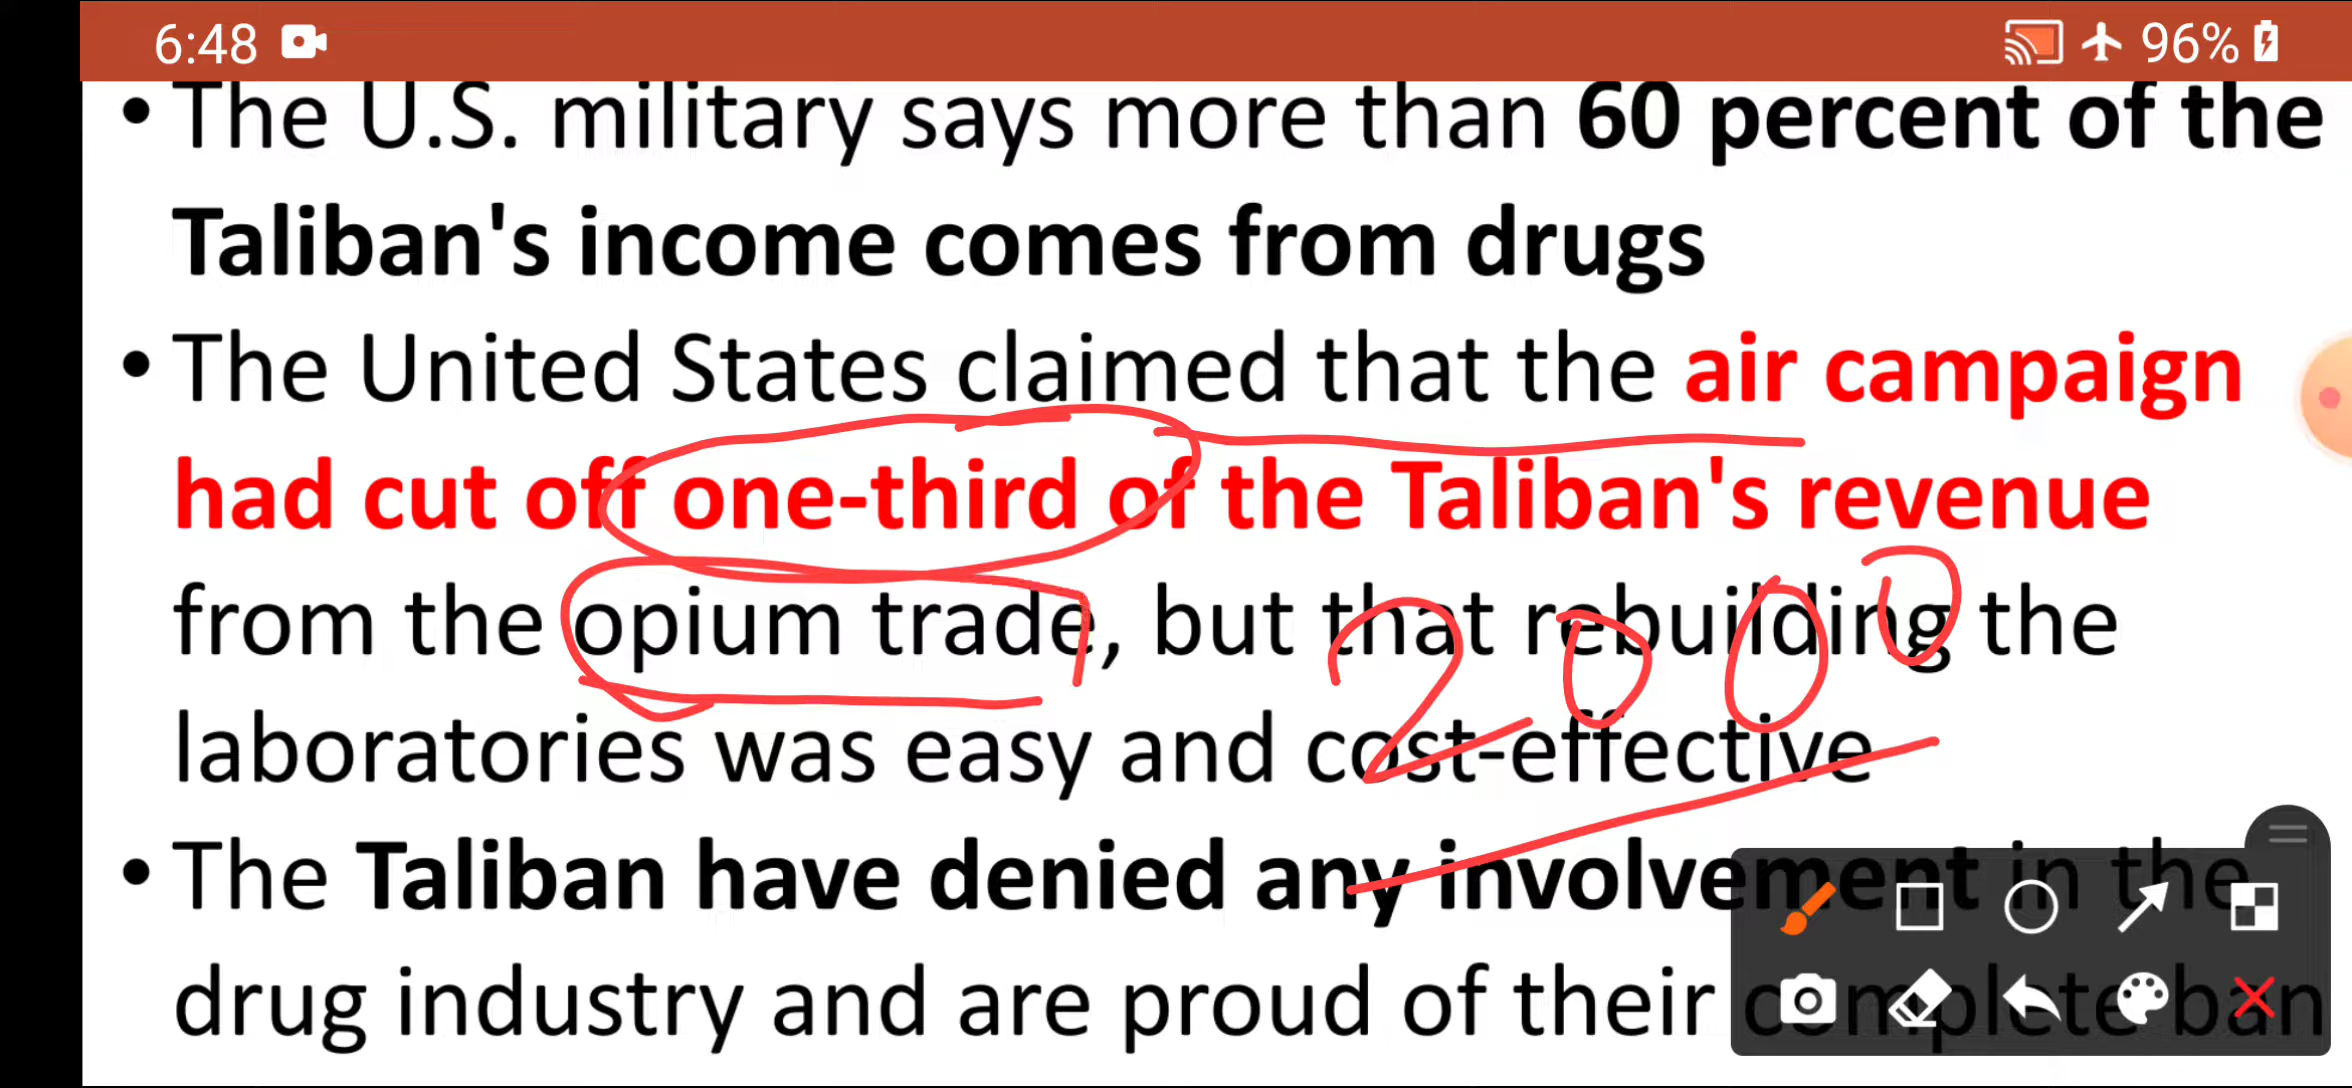 6:48 96%
• The U.S. military says more than 60 percent of the
Taliban's income comes from drugs
• The United States claimed that the air campaign
had cut off one-third of the Taliban's revenue
from the opium trade, but that rebuilding the
2000
laboratories was easy and cost-effective
• The Taliban have denied any involvement in the
drug industry and are proud of their complete ban